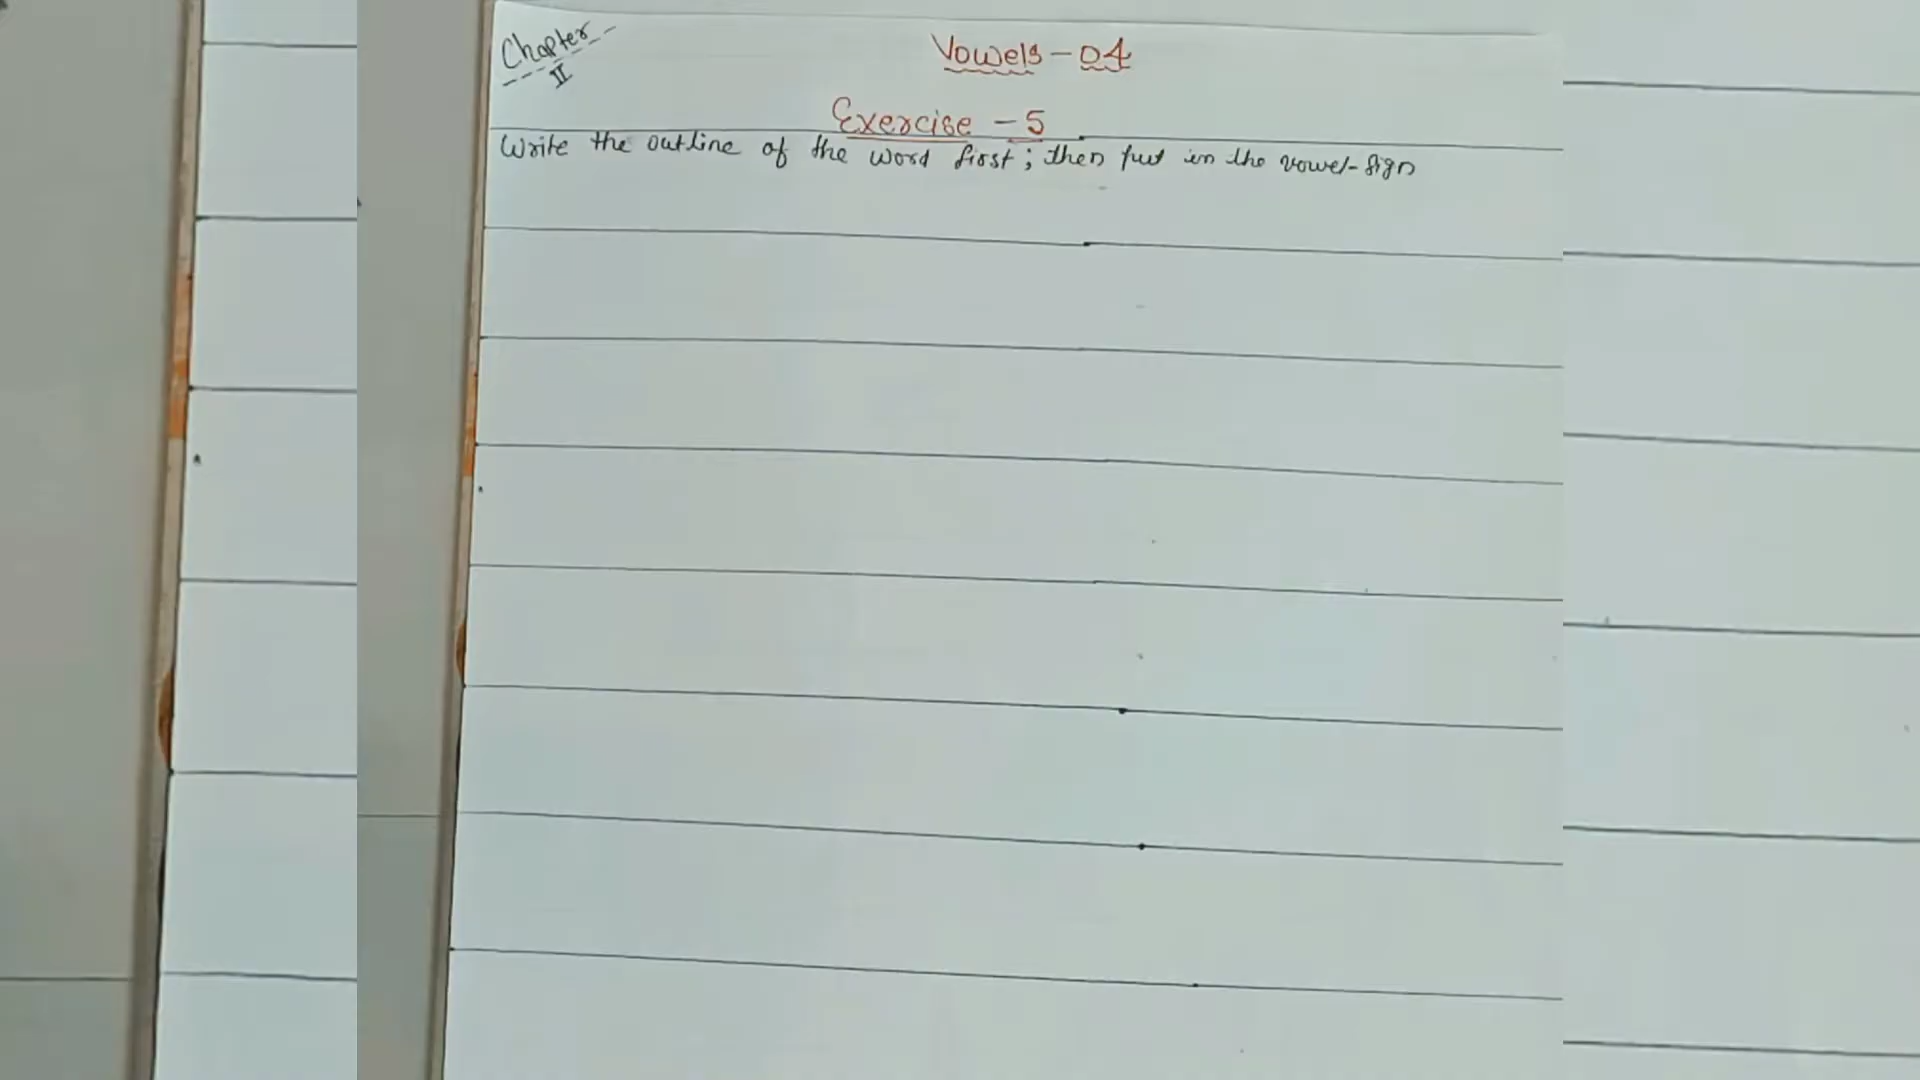 Chapter
II
Vowels - 04
Exercise - 5
Write the outline of the word first; then put in the vowel-sign